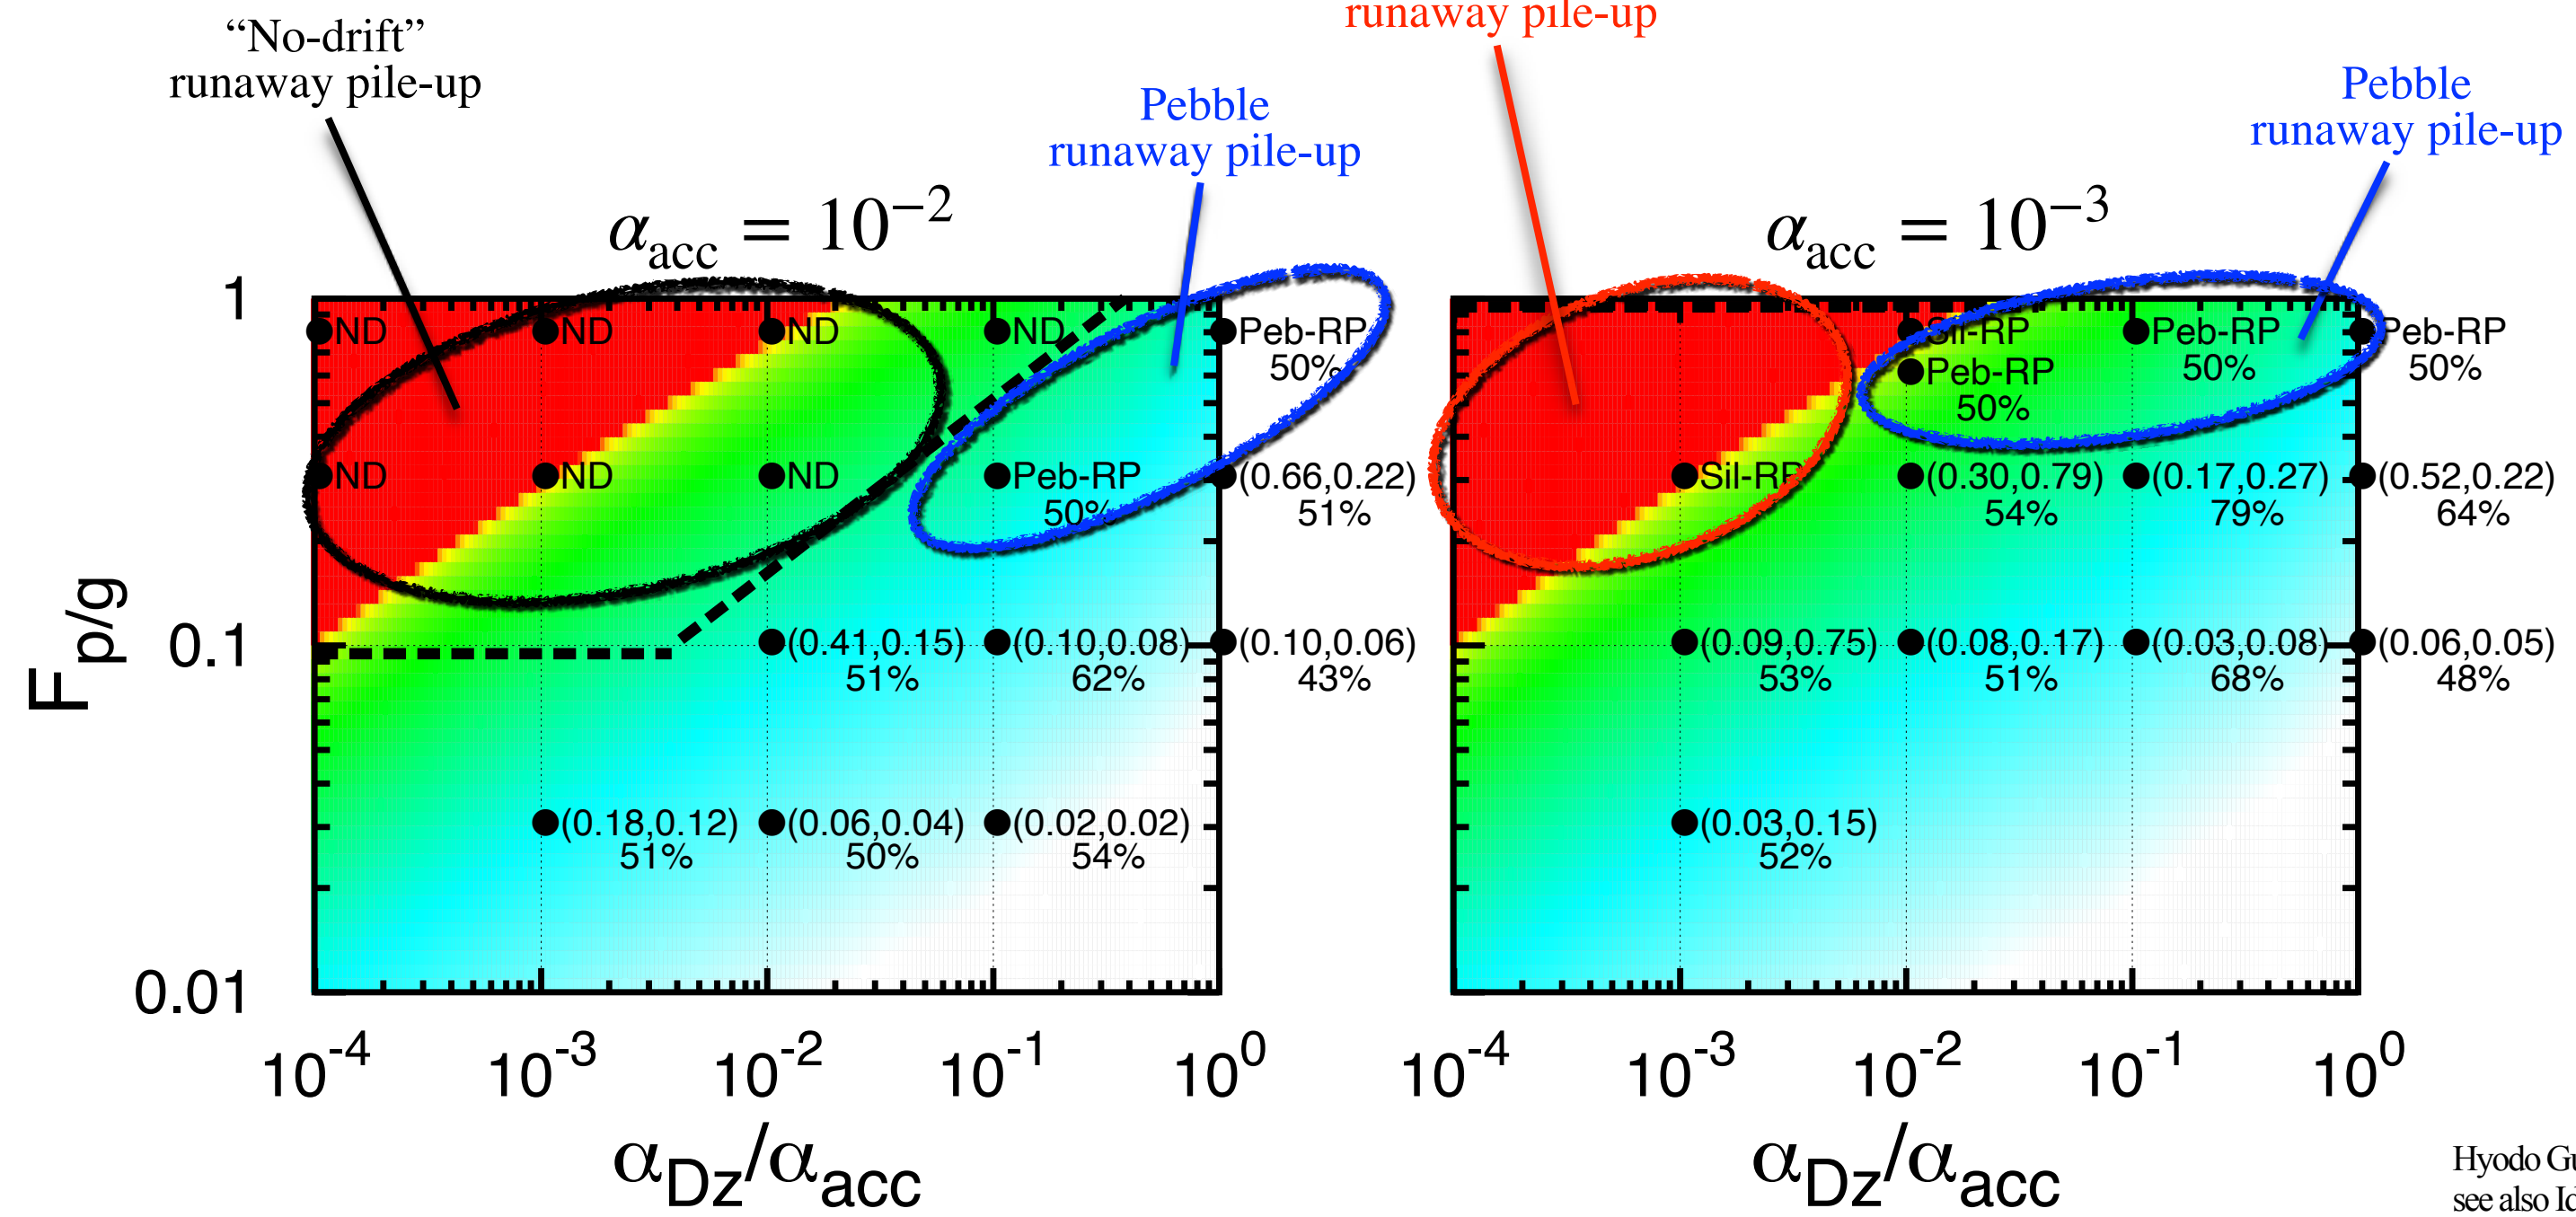 “No-drift”
runaway pile-up
Pebble
runaway pile-up
runaway pile-up
Pebble
runaway pile-up
α_acc = 10⁻²
1
0.1
0.01
F_p/g
ND
ND
ND
ND
Peb-RP
50%
ND
ND
ND
Peb-RP
50%
(0.66,0.22)
51%
(0.41,0.15)
51%
(0.10,0.08)
62%
(0.10,0.06)
43%
(0.18,0.12)
51%
(0.06,0.04)
50%
(0.02,0.02)
54%
10⁻⁴
10⁻³
10⁻²
10⁻¹
10⁰
α_Dz/α_acc
α_acc = 10⁻³
Sil-RP
Peb-RP
50%
Peb-RP
50%
Peb-RP
50%
Sil-RP
(0.30,0.79)
54%
(0.17,0.27)
79%
(0.52,0.22)
64%
(0.09,0.75)
53%
(0.08,0.17)
51%
(0.03,0.08)
68%
(0.06,0.05)
48%
(0.03,0.15)
52%
10⁻⁴
10⁻³
10⁻²
10⁻¹
10⁰
α_Dz/α_acc
Hyodo
see also